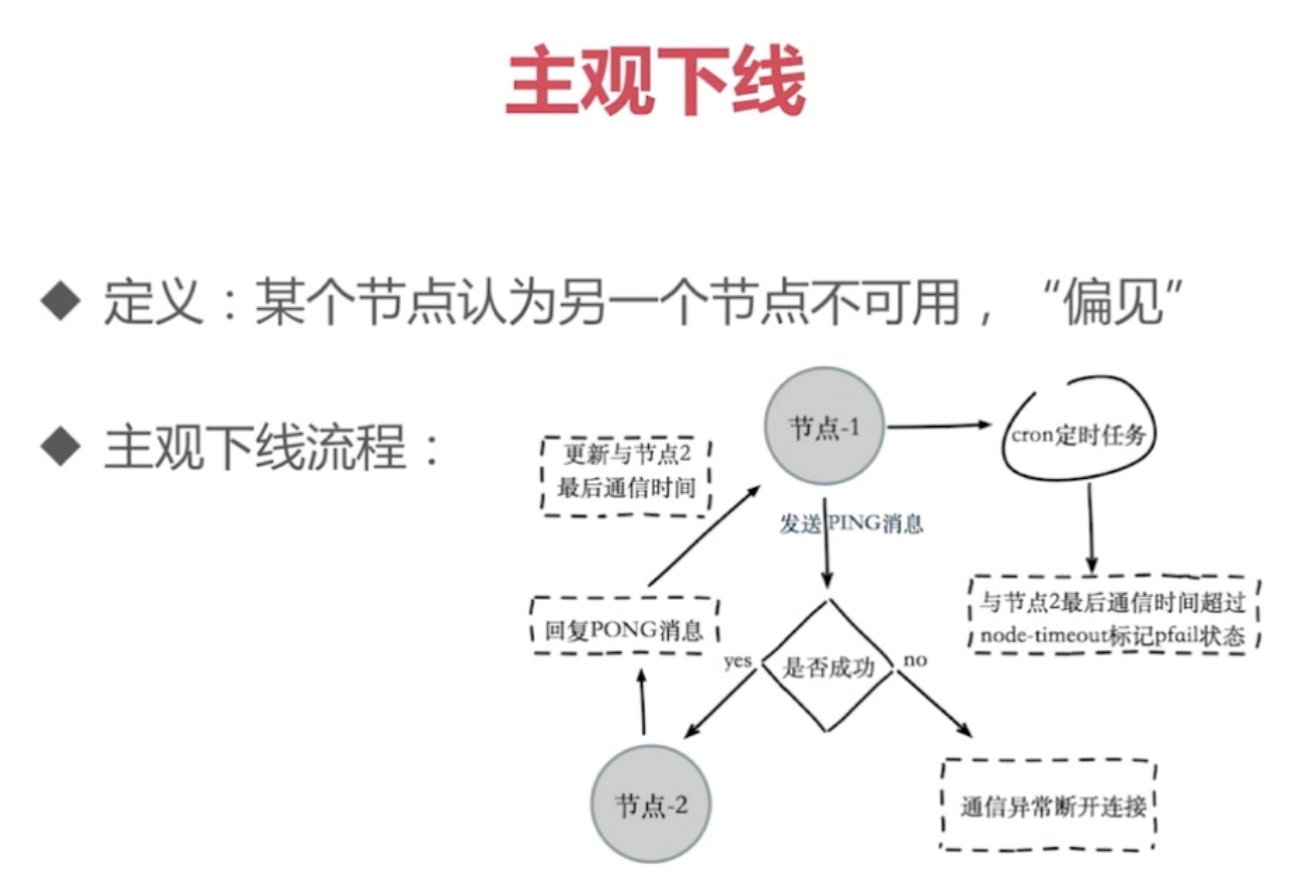 主观下线
◆ 定义：某个节点认为另一个节点不可用，“偏见”
◆ 主观下线流程：
节点-1
cron定时任务
更新与节点2
最后通信时间
发送PING消息
与节点2最后通信时间超过
node-timeout标记pfail状态
回复PONG消息
yes
是否成功
no
节点-2
通信异常断开连接